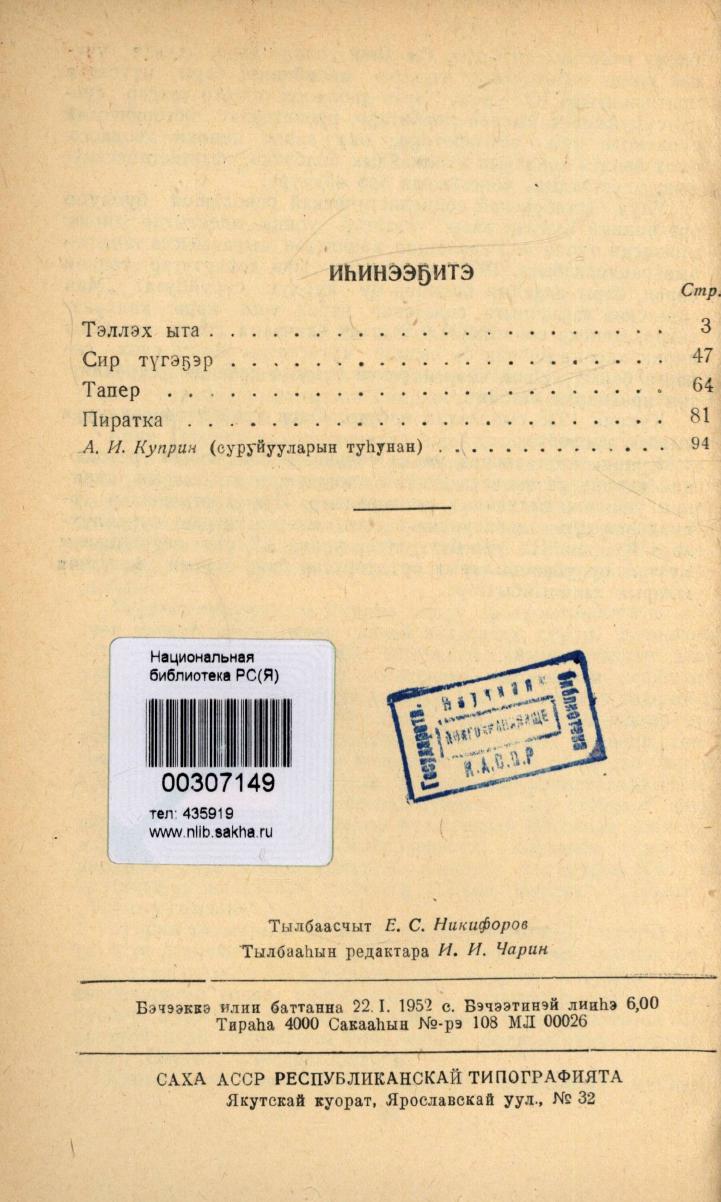 ИҺИНЭЭҔИТЭ
Стр.
Тэллэх ыта . . . . . . . . . . . . . . . . . . . . . . 3
Сир түгэҕэр . . . . . . . . . . . . . . . . . . . . . 47
Тапер . . . . . . . . . . . . . . . . . . . . . . . . 64
Пиратка . . . . . . . . . . . . . . . . . . . . . . . 81
А. И. Куприн (суруйууларын туһунан) . . . . . . . . . . . 94
Национальная
библиотека РС(Я)
00307149
тел: 435919
www.nlib.sakha.ru
Государств.
Научная
библиотека
Я.А.С.С.Р
Тылбаасчыт Е. С. Никифоров
Тылбааһын редактара И. И. Чарин
Бэчээккэ илии баттанна 22. I. 1952 с. Бэчээтинэй лииһэ 6,00
Тираһа 4000 Сакааһын №-рэ 108 МЛ 00026
САХА АССР РЕСПУБЛИКАНСКАЙ ТИПОГРАФИЯТА
Якутскай куорат, Ярославскай уул., № 32